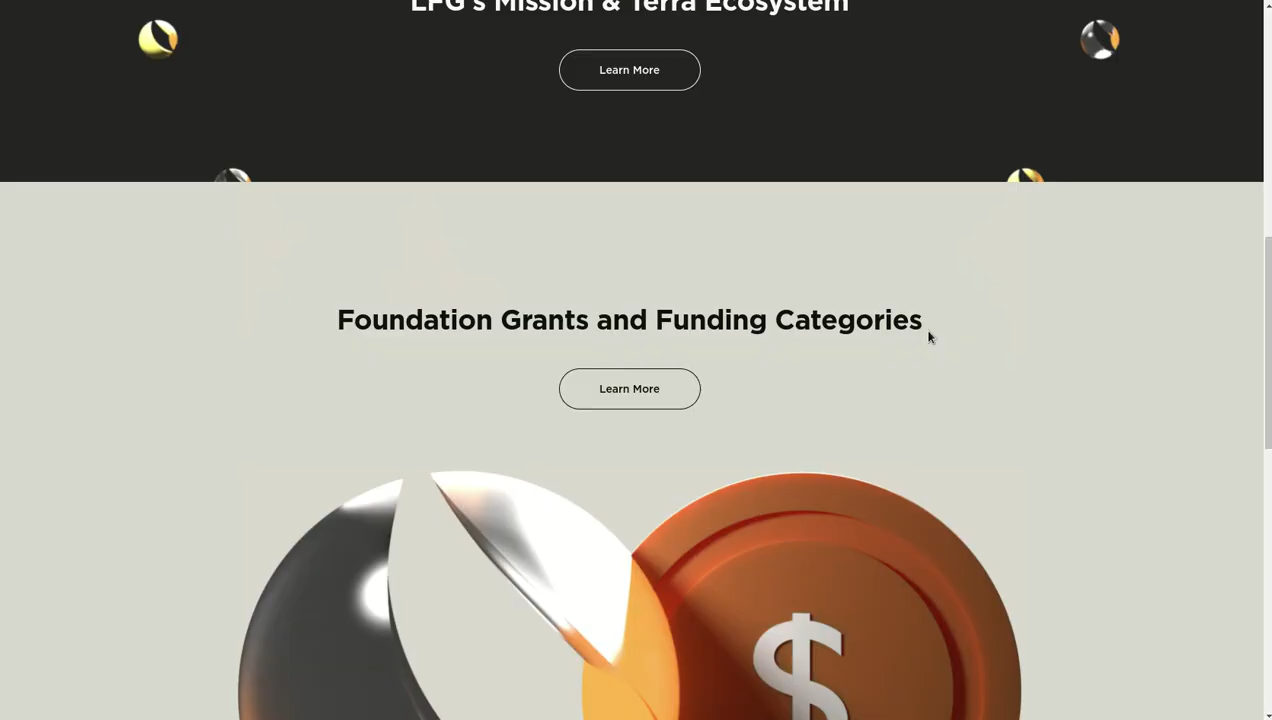 LFG's Mission & Terra Ecosystem
Learn More
Foundation Grants and Funding Categories
Learn More
$